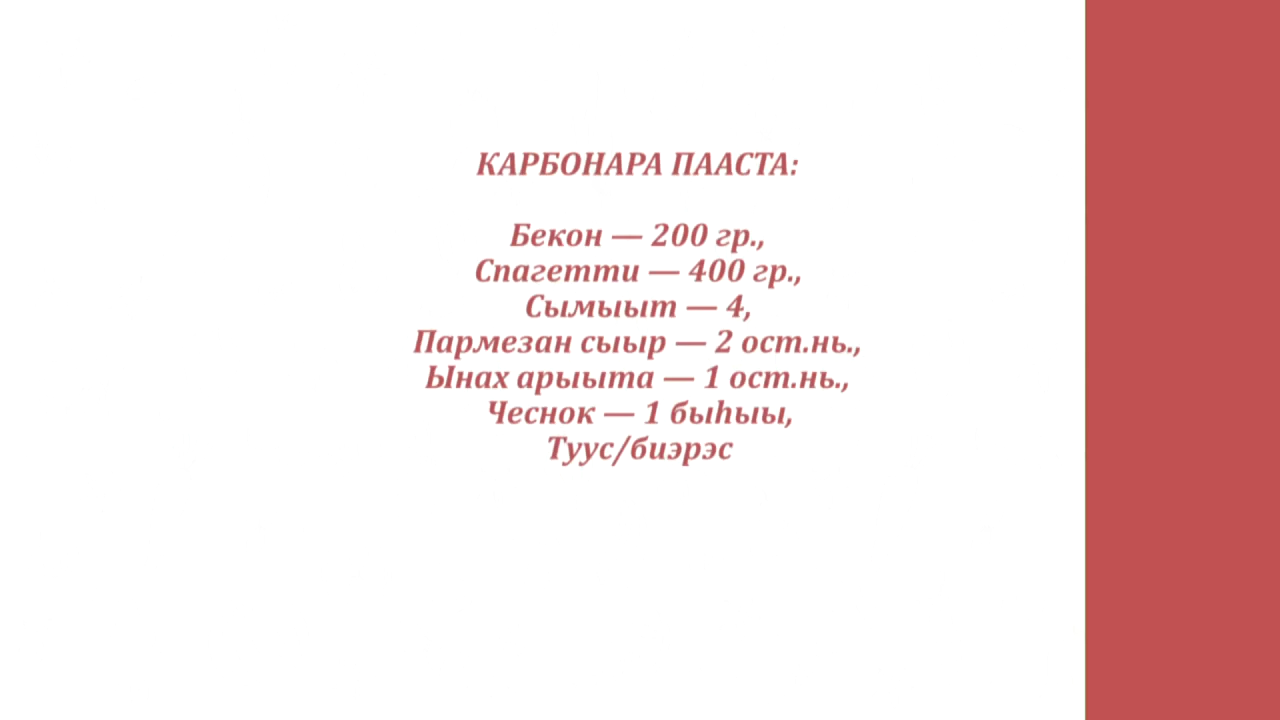 КАРБОНАРА ПААСТА:
Бекон — 200 гр.,
Спагетти — 400 гр.,
Сымыыт — 4,
Пармезан сыыр — 2 ост.нь.,
Ынах арыыта — 1 ост.нь.,
Чеснок — 1 быһыы,
Туус/биэрэс